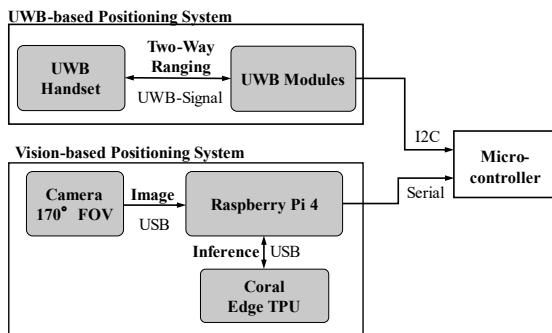 UWB-based Positioning System
UWB
Handset
Two-Way
Ranging
UWB-Signal
UWB Modules
I2C
Micro-
controller
Serial
Vision-based Positioning System
Camera
170° FOV
Image
USB
Raspberry Pi 4
Inference
USB
Coral
Edge TPU